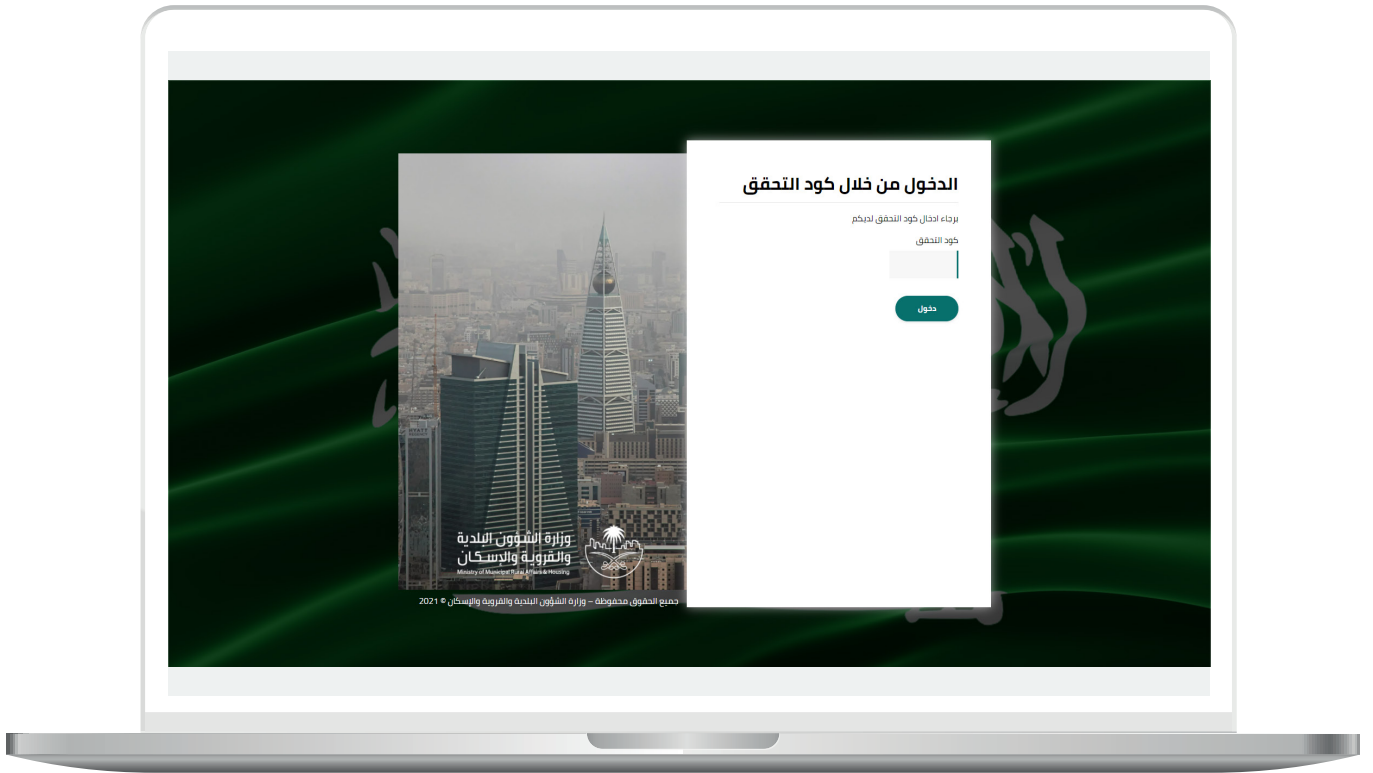 الدخول من خلال كود التحقق
برجاء ادخال كود التحقق لديكم
كود التحقق
دخول
وزارة الشؤون البلدية
والقروية والإسكان
Ministry of Municipal Rural Affairs & Housing
جميع الحقوق محفوظة – وزارة الشؤون البلدية والقروية والإسكان © 2021
HYATT